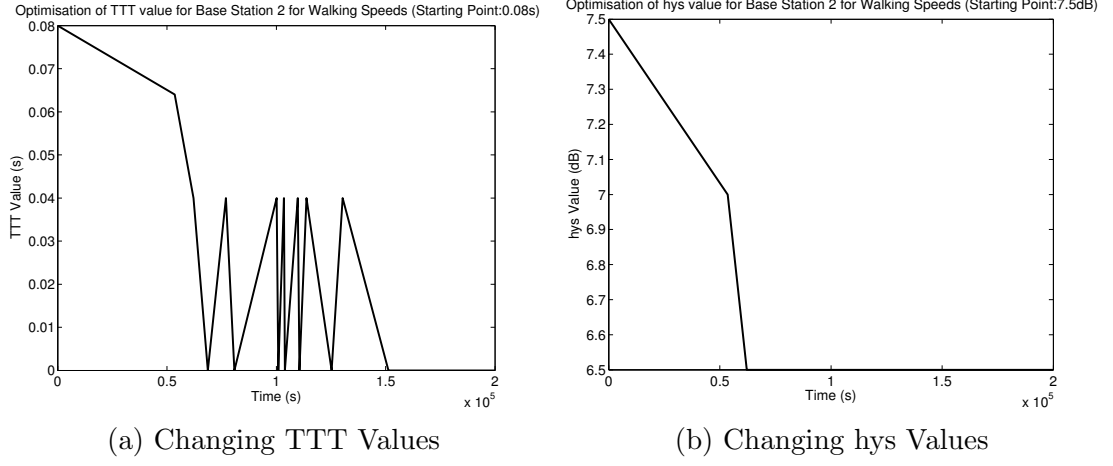 Optimisation of TTT value for Base Station 2 for Walking Speeds (Starting Point:0.08s)
0.08
0.07
0.06
0.05
0.04
0.03
0.02
0.01
0
TTT Value (s)
0 0.5 1 1.5 2
Time (s)
x 10^5
(a) Changing TTT Values
Optimisation of hys value for Base Station 2 for Walking Speeds (Starting Point:7.5dB)
7.5
7.4
7.3
7.2
7.1
7
6.9
6.8
6.7
6.6
6.5
hys Value (dB)
0 0.5 1 1.5 2
Time (s)
x 10^5
(b) Changing hys Values